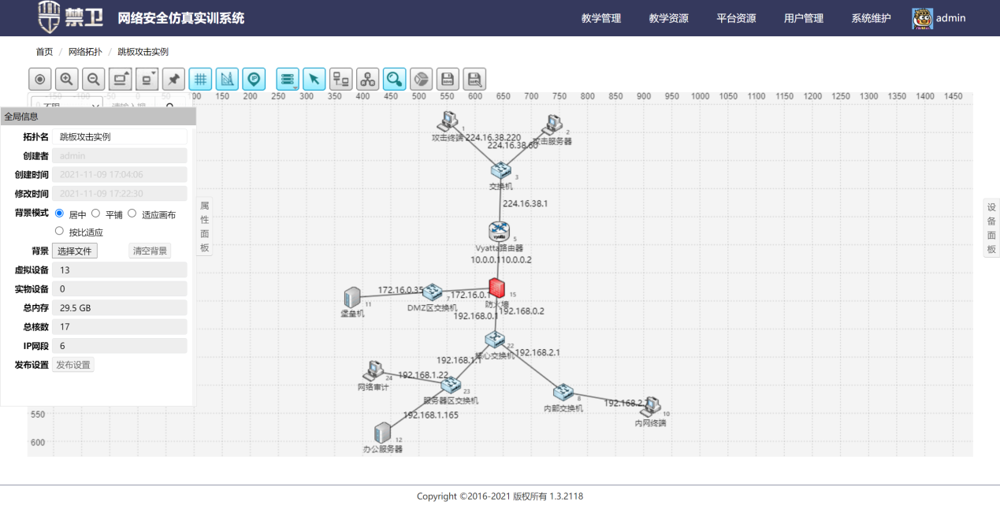 禁卫 网络安全仿真实训系统 教学管理 教学资源 平台资源 用户管理 系统维护 admin
首页 / 网络拓扑 / 跳板攻击实例
-150 -100 -50 0 50 100 150 200 250 300 350 400 450 500 550 600 650 700 750 800 850 900 950 1000 1050 1100 1150 1200 1250 1300 1350 1400 1450
全局信息
拓扑名 跳板攻击实例
创建者 admin
创建时间 2021-11-09 17:04:06
修改时间 2021-11-09 17:22:30
背景模式 居中 平铺 适应画布
按比适应
背景 选择文件 清空背景
虚拟设备 13
实物设备 0
总内存 29.5 GB
总核数 17
IP网段 6
发布设置 发布设置
属性面板
设备面板
550
600
1
攻击终端
224.16.38.220
2
攻击服务器
224.16.38.60
3
交换机
224.16.38.1
vyatta
5
Vyatta路由器
10.0.0.1
10.0.0.2
15
防火墙
172.16.0.35
172.16.0.1
11
堡垒机
7
DMZ区交换机
192.168.0.2
192.168.0.1
22
核心交换机
192.168.2.1
192.168.1.1
24
网络审计
192.168.1.22
23
服务器区交换机
8
内部交换机
10
内网终端
192.168.1.165
12
办公服务器
Copyright ©2016-2021 版权所有 1.3.2118